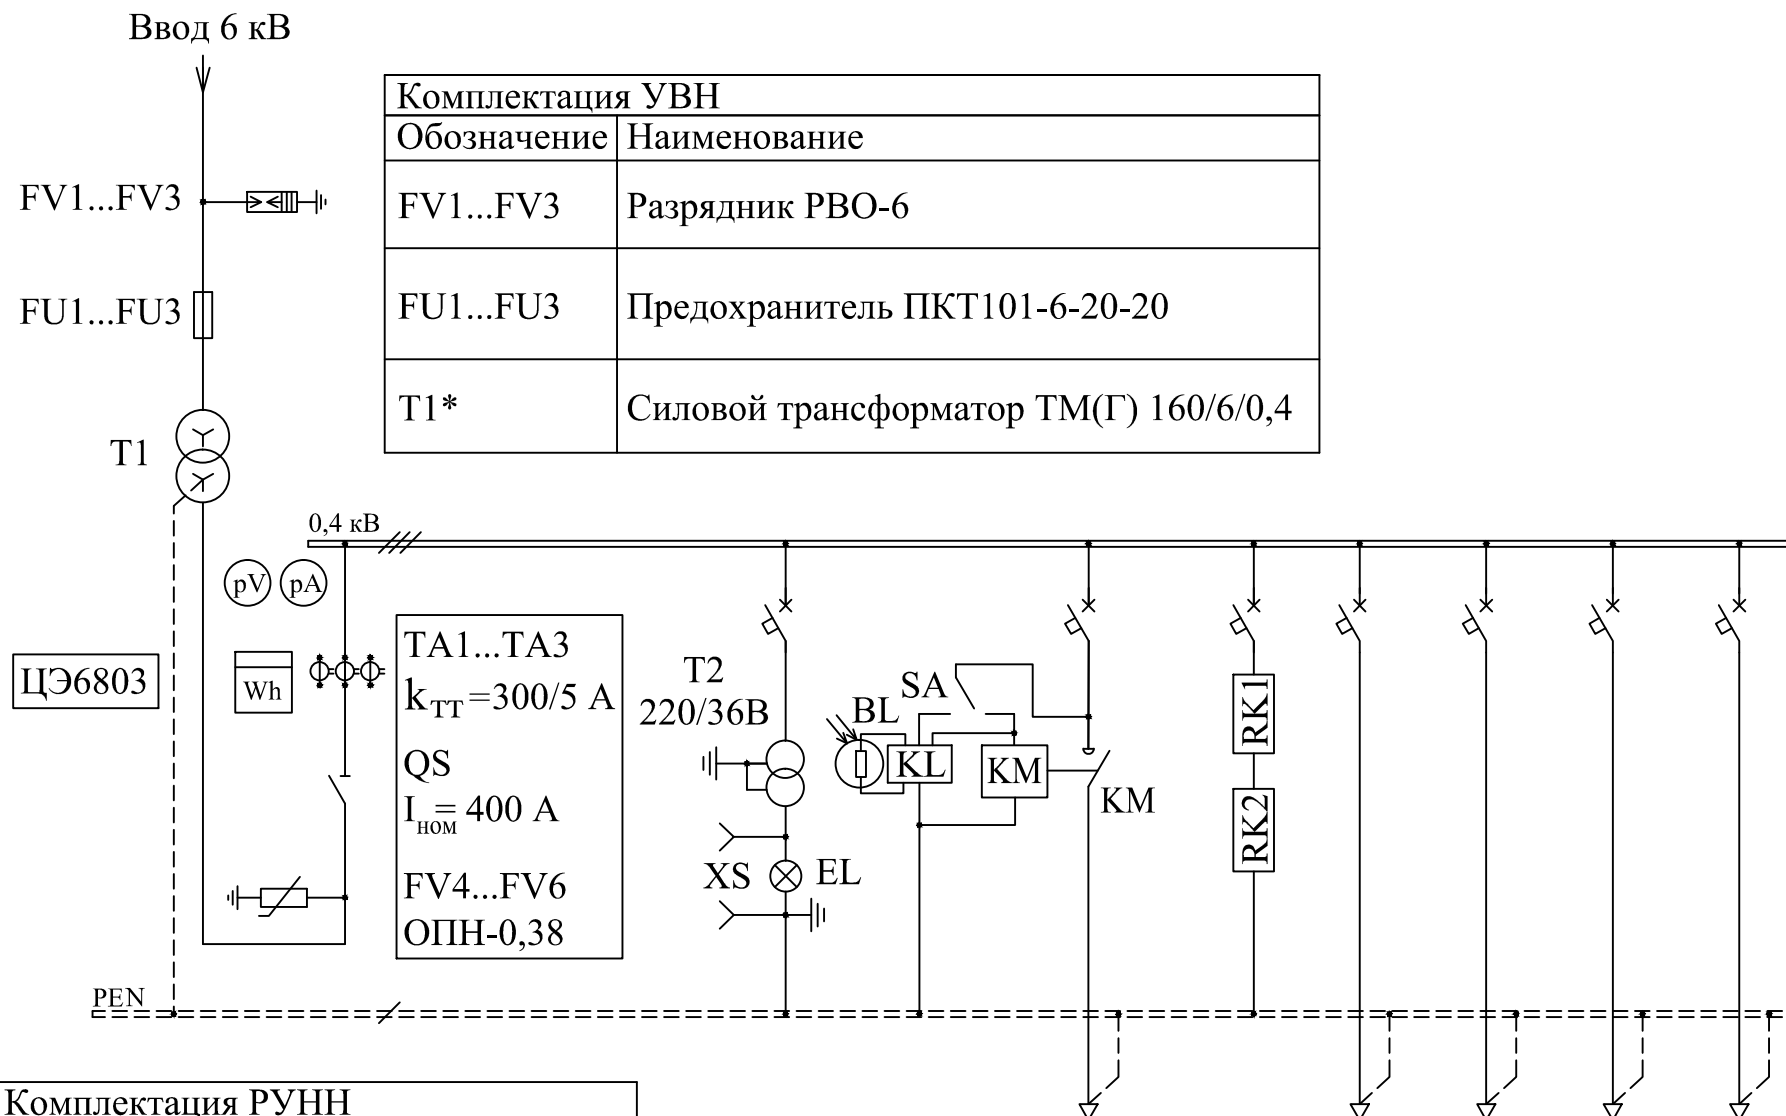 Ввод 6 кВ
Комплектация УВН
Обозначение Наименование
FV1...FV3
FV1...FV3 Разрядник РВО-6
FU1...FU3
FU1...FU3 Предохранитель ПКТ101-6-20-20
T1* Силовой трансформатор ТМ(Г) 160/6/0,4
T1
0,4 кВ
pV pA
ЦЭ6803
Wh
TA1...TA3
kТТ=300/5 А
QS
Iном= 400 А
FV4...FV6
ОПН-0,38
T2
220/36В
XS EL
BL
SA
KL
KM
KM
RK1
RK2
PEN
Комплектация РУНН